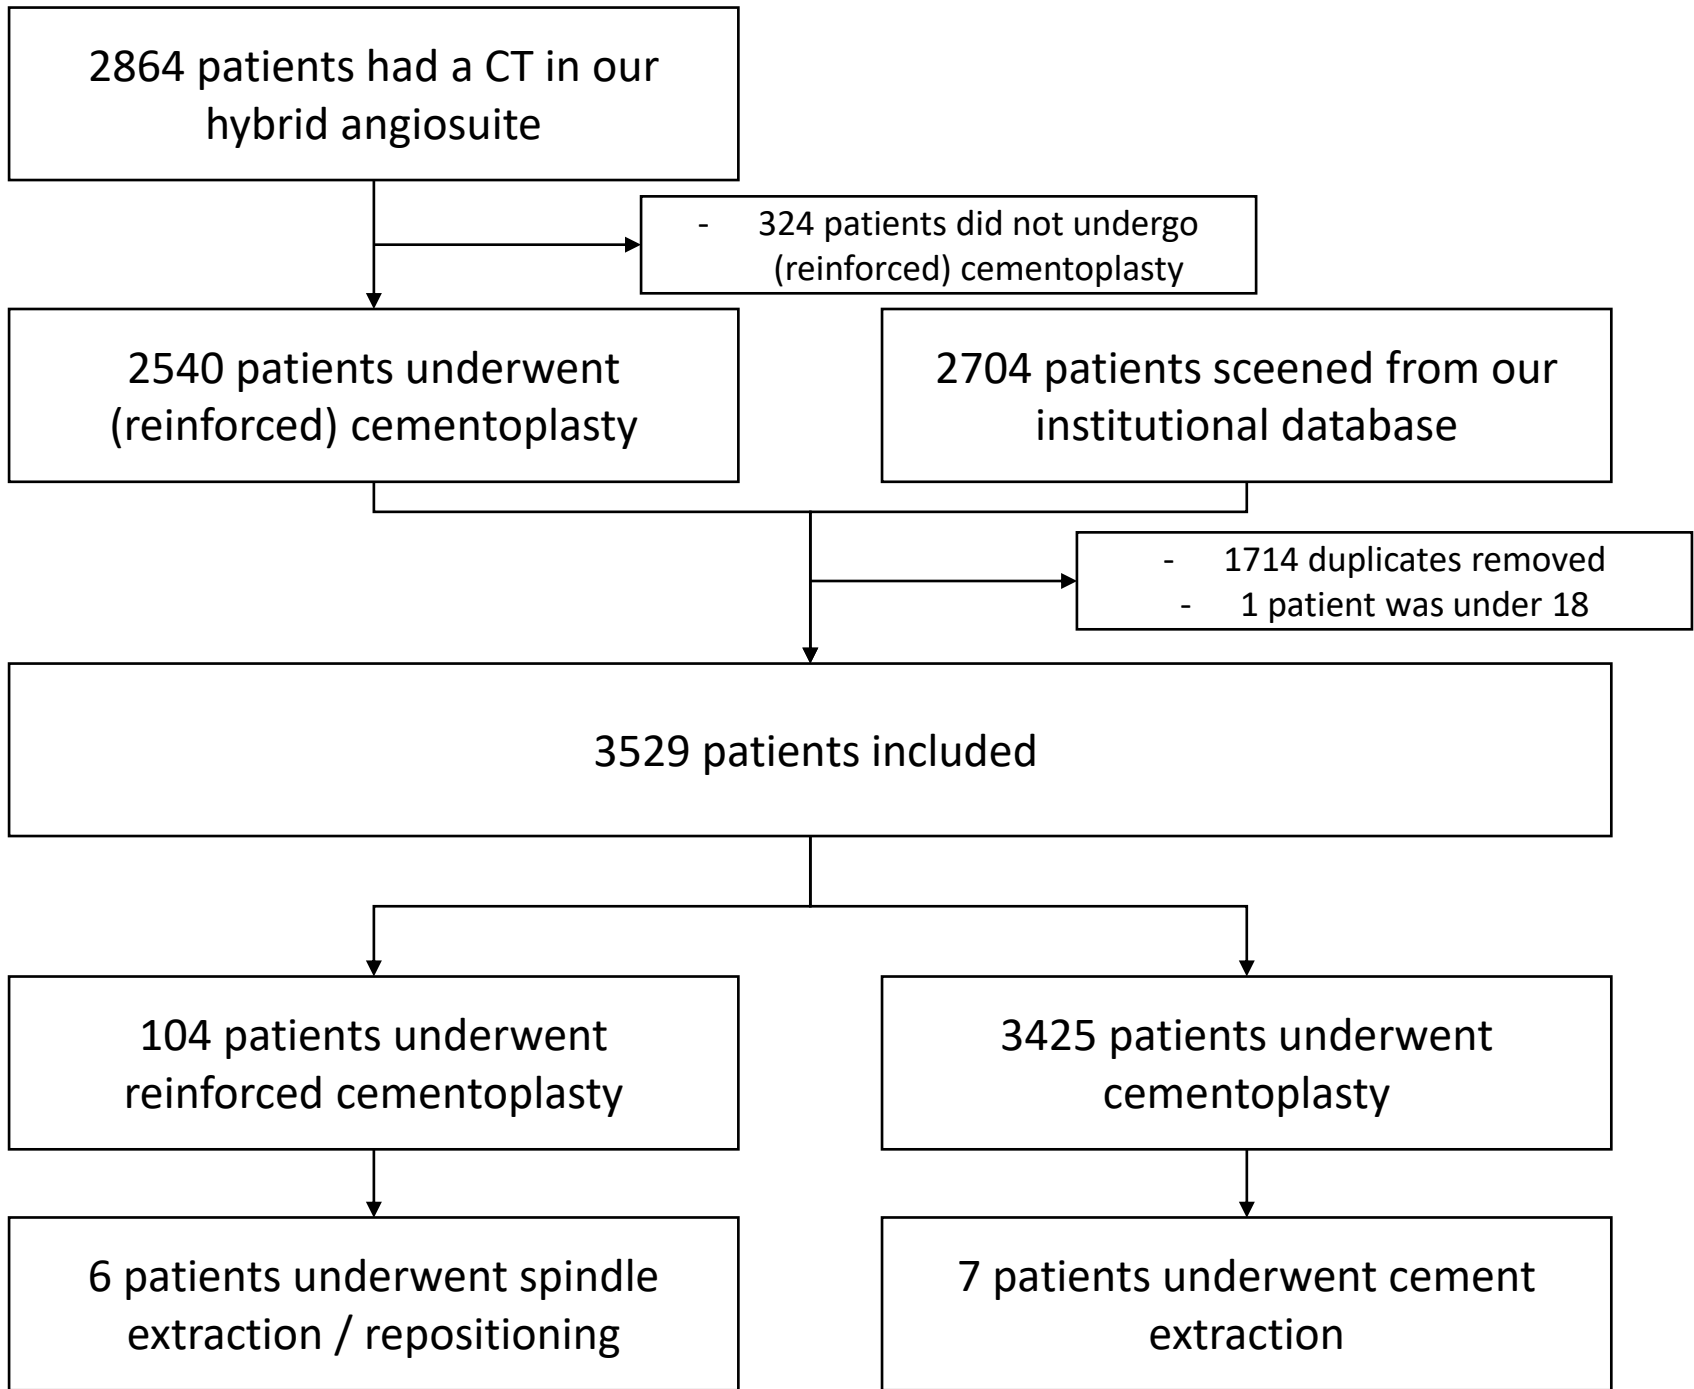 2864 patients had a CT in our
hybrid angiosuite
- 324 patients did not undergo
(reinforced) cementoplasty
2540 patients underwent
(reinforced) cementoplasty
2704 patients sceened from our
institutional database
- 1714 duplicates removed
- 1 patient was under 18
3529 patients included
104 patients underwent
reinforced cementoplasty
3425 patients underwent
cementoplasty
6 patients underwent spindle
extraction / repositioning
7 patients underwent cement
extraction